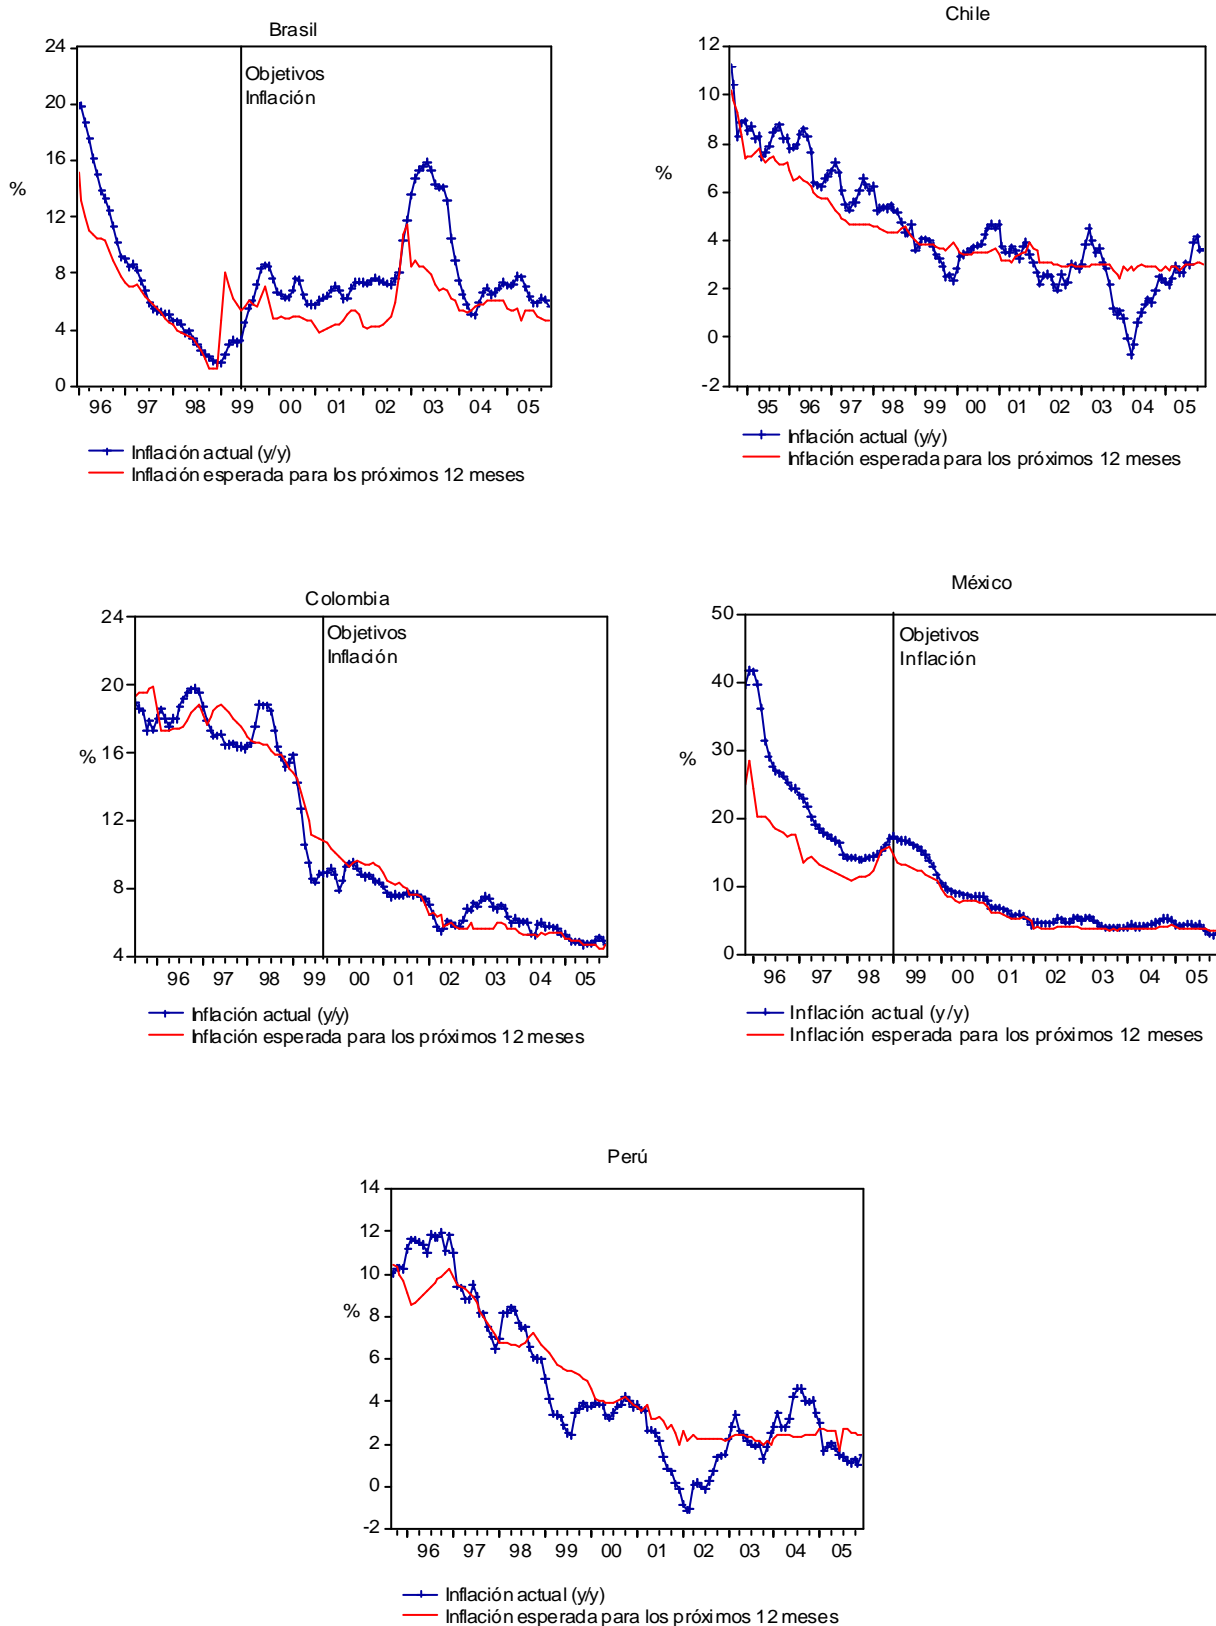 Brasil
24
20
16
12
8
4
0
%
Objetivos
Inflación
96 97 98 99 00 01 02 03 04 05
Inflación actual (y/y)
Inflación esperada para los próximos 12 meses
Chile
12
10
8
6
4
2
0
-2
%
95 96 97 98 99 00 01 02 03 04 05
Inflación actual (y/y)
Inflación esperada para los próximos 12 meses
Colombia
24
20
16
12
8
4
%
Objetivos
Inflación
96 97 98 99 00 01 02 03 04 05
Inflación actual (y/y)
Inflación esperada para los próximos 12 meses
México
50
40
30
20
10
0
%
Objetivos
Inflación
96 97 98 99 00 01 02 03 04 05
Inflación actual (y/y)
Inflación esperada para los próximos 12 meses
Perú
14
12
10
8
6
4
2
0
-2
%
96 97 98 99 00 01 02 03 04 05
Inflación actual (y/y)
Inflación esperada para los próximos 12 meses